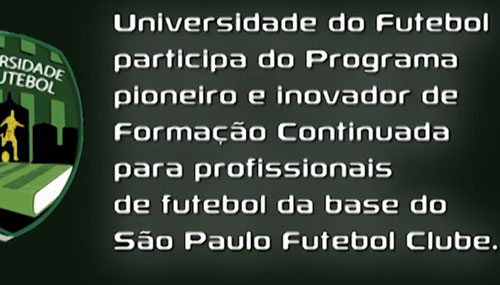 RSIDADE
UTEBOL
Universidade do Futebol
participa do Programa
pioneiro e inovador de
Formação Continuada
para profissionais
de futebol da base do
São Paulo Futebol Clube.